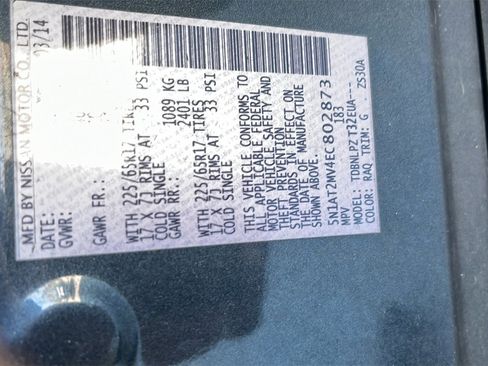 MFD BY NISSAN MOTOR CO., LTD.
DATE: 03/14
GVWR:
GAWR FR.:
WITH 225/65R17 TIRES
17 X 7J RIMS AT 33 PSI
COLD SINGLE
GAWR RR.: 1089 KG
2401 LB
WITH 225/65R17 TIRES
17 X 7J RIMS AT 33 PSI
COLD SINGLE
THIS VEHICLE CONFORMS TO
ALL APPLICABLE FEDERAL
MOTOR VEHICLE SAFETY AND
THEFT PREVENTION
STANDARDS IN EFFECT ON
THE DATE OF MANUFACTURE
SHOWN ABOVE.
5N1AT2MV4EC802873
MPV 183
MODEL: TDBNLPZ T32EUA---
COLOR: RAQ TRIM: G ZS30A